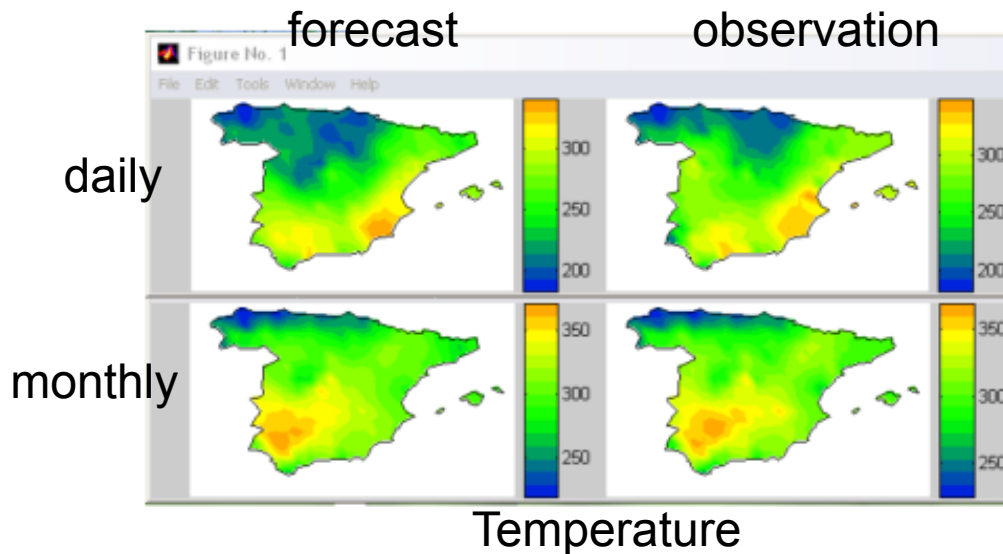 forecast observation
Figure No. 1
File Edit Tools Window Help
daily
300 300
250 250
200 200
monthly
350 350
300 300
250 250
Temperature